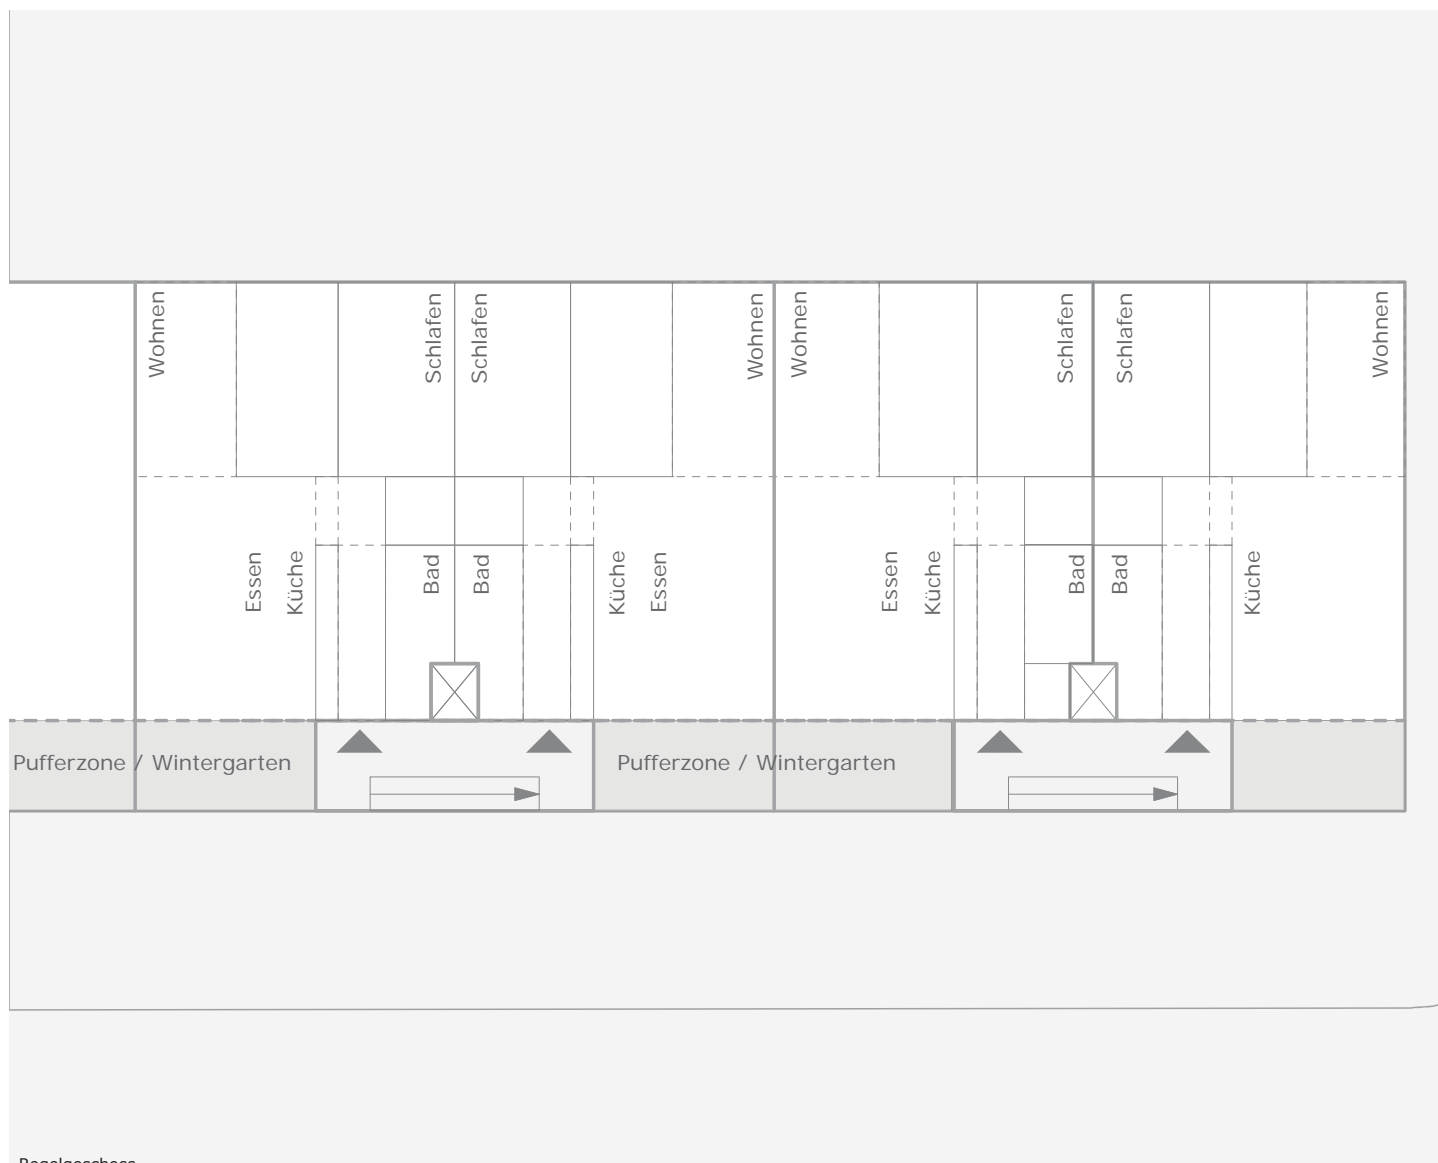 Wohnen
Schlafen
Schlafen
Wohnen
Wohnen
Schlafen
Schlafen
Wohnen
Essen
Küche
Bad
Bad
Küche
Essen
Essen
Küche
Bad
Bad
Küche
Pufferzone / Wintergarten
Pufferzone / Wintergarten
Regelgeschoss